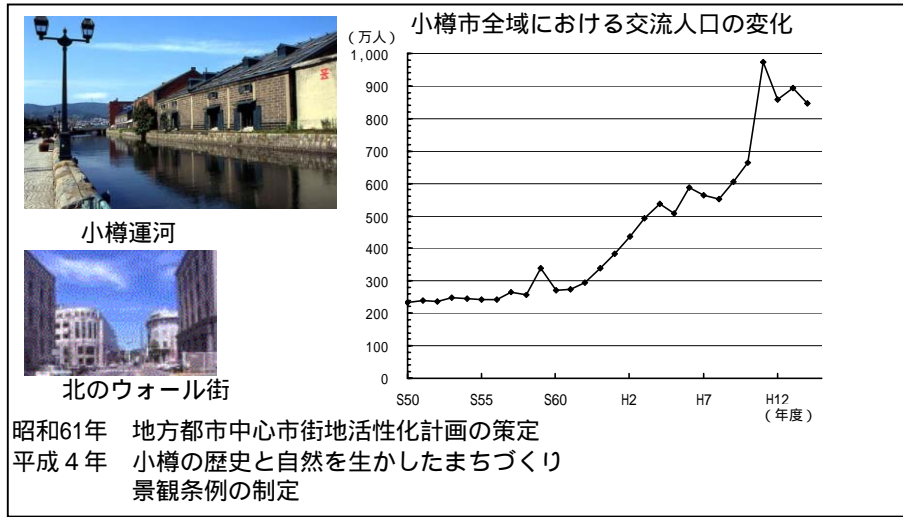 小樽市全域における交流人口の変化
（万人）
1,000
900
800
700
600
500
400
300
200
100
0
S50 S55 S60 H2 H7 H12
（年度）
小樽運河
北のウォール街
昭和61年 地方都市中心市街地活性化計画の策定
平成４年 小樽の歴史と自然を生かしたまちづくり
景観条例の制定